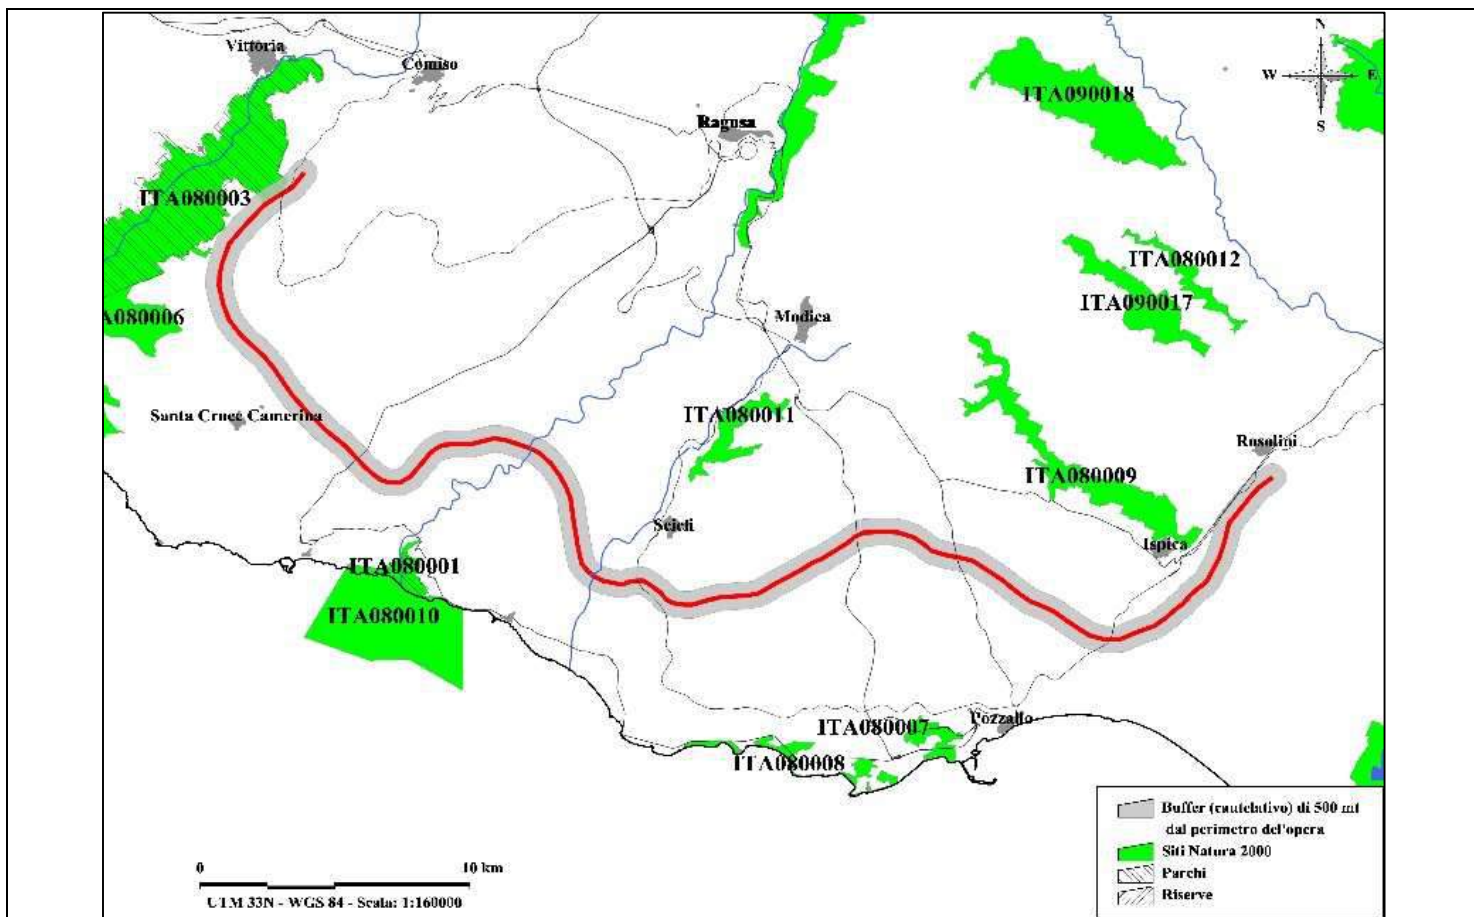 N
Vittoria
Comiso
W
E
ITA090018
S
Ragusa
ITA080003
ITA080012
ITA090017
A080006
Modica
Santa Croce Camerina
ITA080011
Rosolini
ITA080009
Scicli
Ispica
ITA080001
ITA080010
ITA080007
Pozzallo
ITA080008
Buffer (cautelativo) di 500 mt
dal perimetro del'opera
Siti Natura 2000
Parchi
Riserve
0
10 km
UTM 33N - WGS 84 - Scala: 1:160000